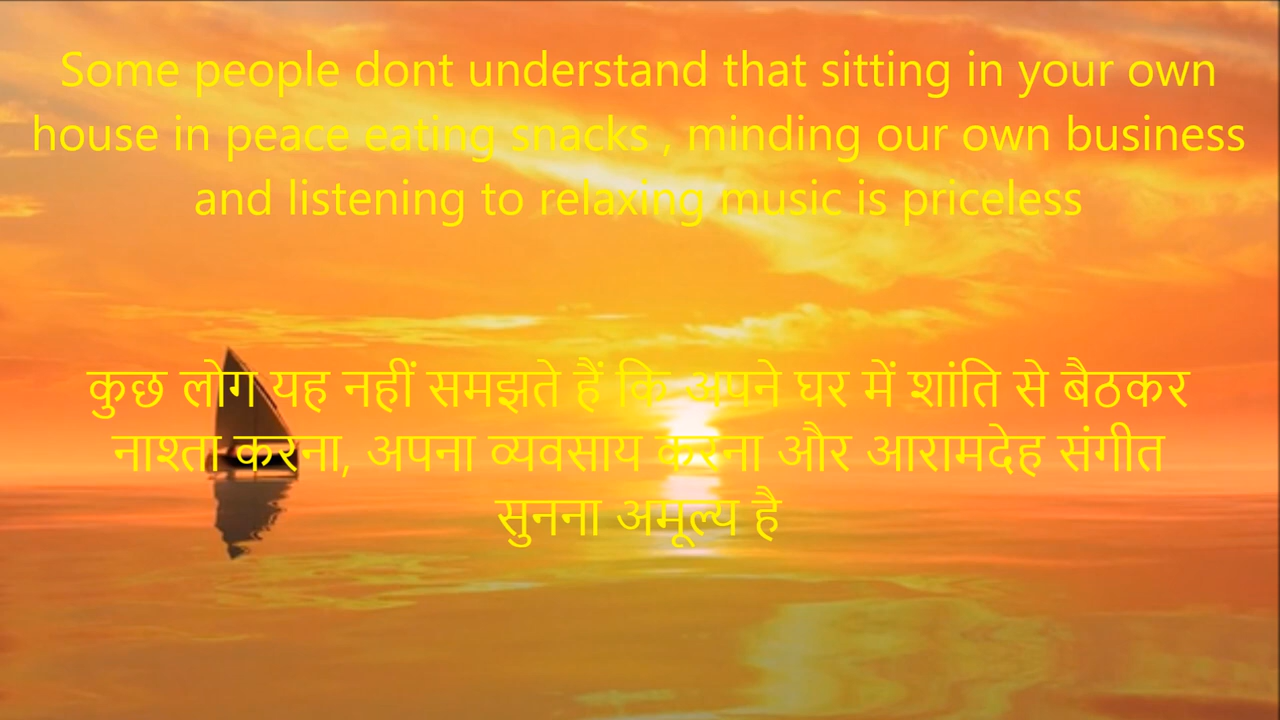 Some people dont understand that sitting in your own
house in peace eating snacks , minding our own business
and listening to relaxing music is priceless
कुछ लोग यह नहीं समझते हैं कि अपने घर में शांति से बैठकर
नाश्ता करना, अपना व्यवसाय करना और आरामदेह संगीत
सुनना अमूल्य है